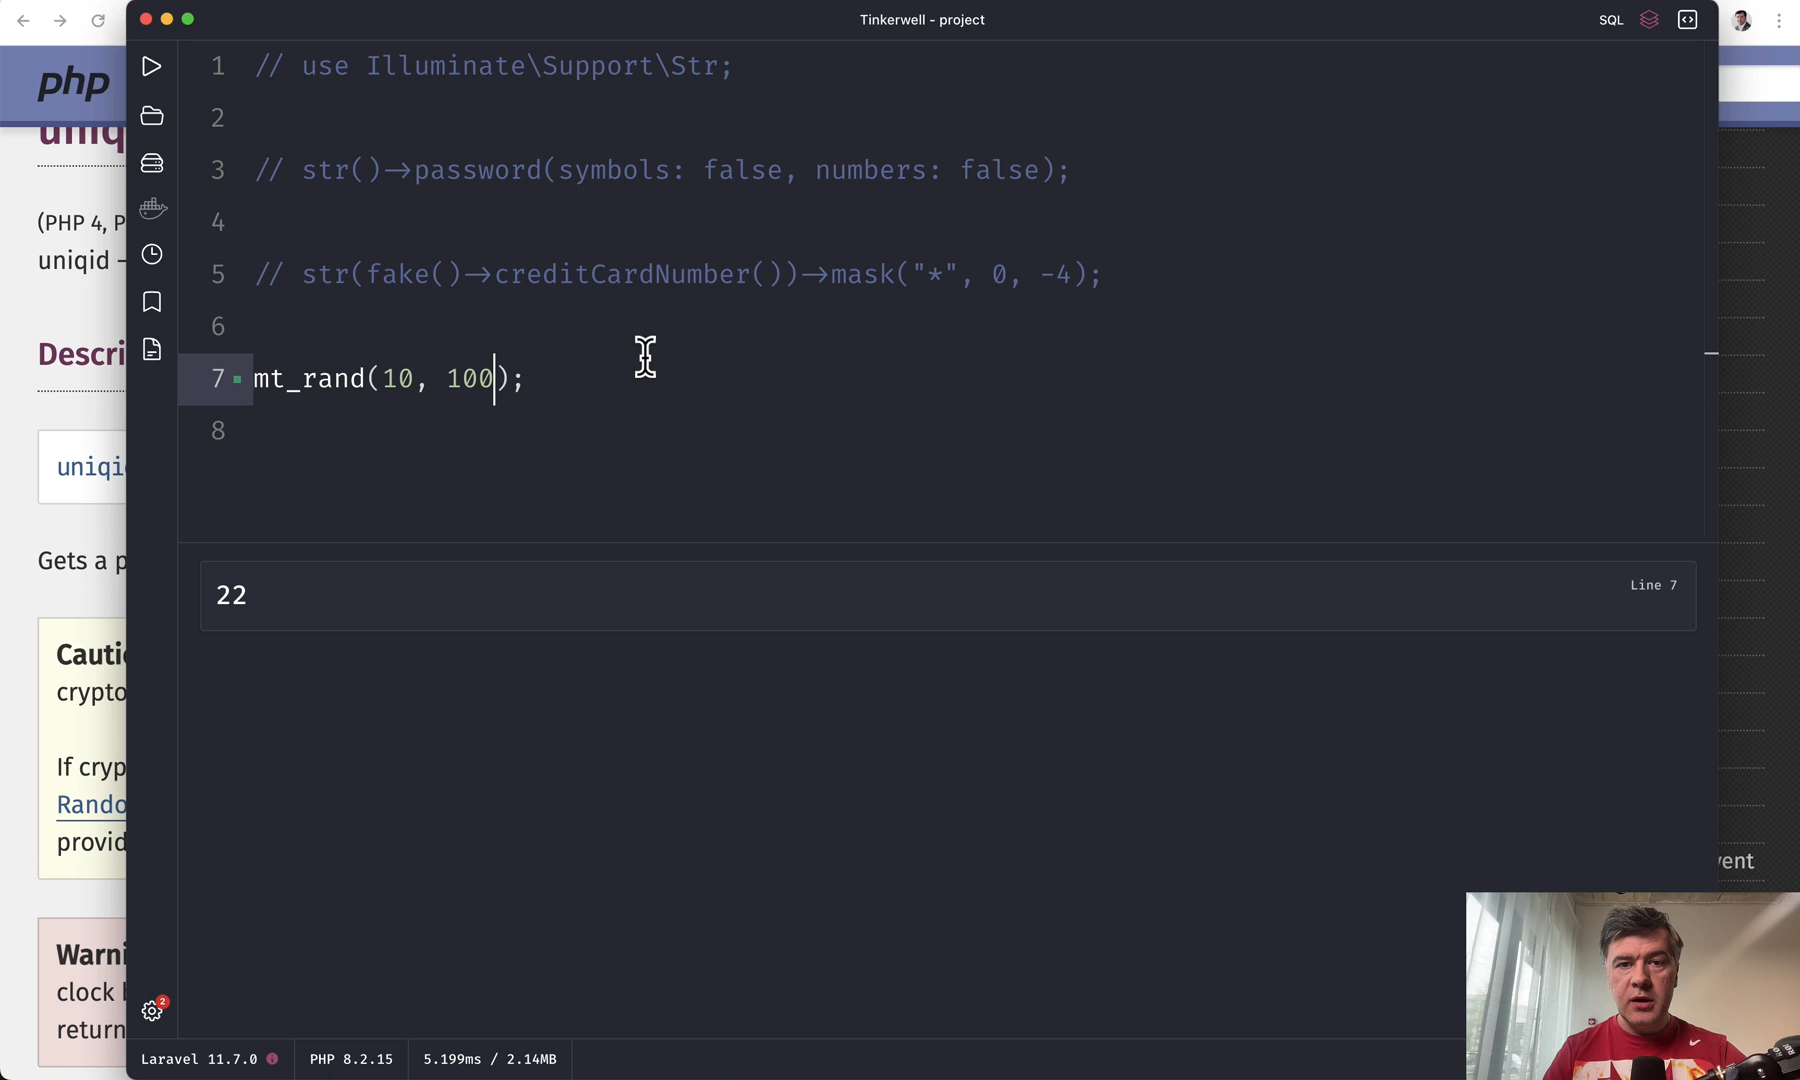 Tinkerwell - project
SQL
php
uniq
(PHP 4, P
uniqid –
Descri
uniqi
Gets a p
Cauti
crypto
If cryp
Rando
provid
Warni
clock
return
1 // use Illuminate\Support\Str;
2
3 // str()->password(symbols: false, numbers: false);
4
5 // str(fake()->creditCardNumber())->mask("*", 0, -4);
6
7 mt_rand(10, 100);
8
22
Line 7
vent
2
Laravel 11.7.0 PHP 8.2.15 5.199ms / 2.14MB